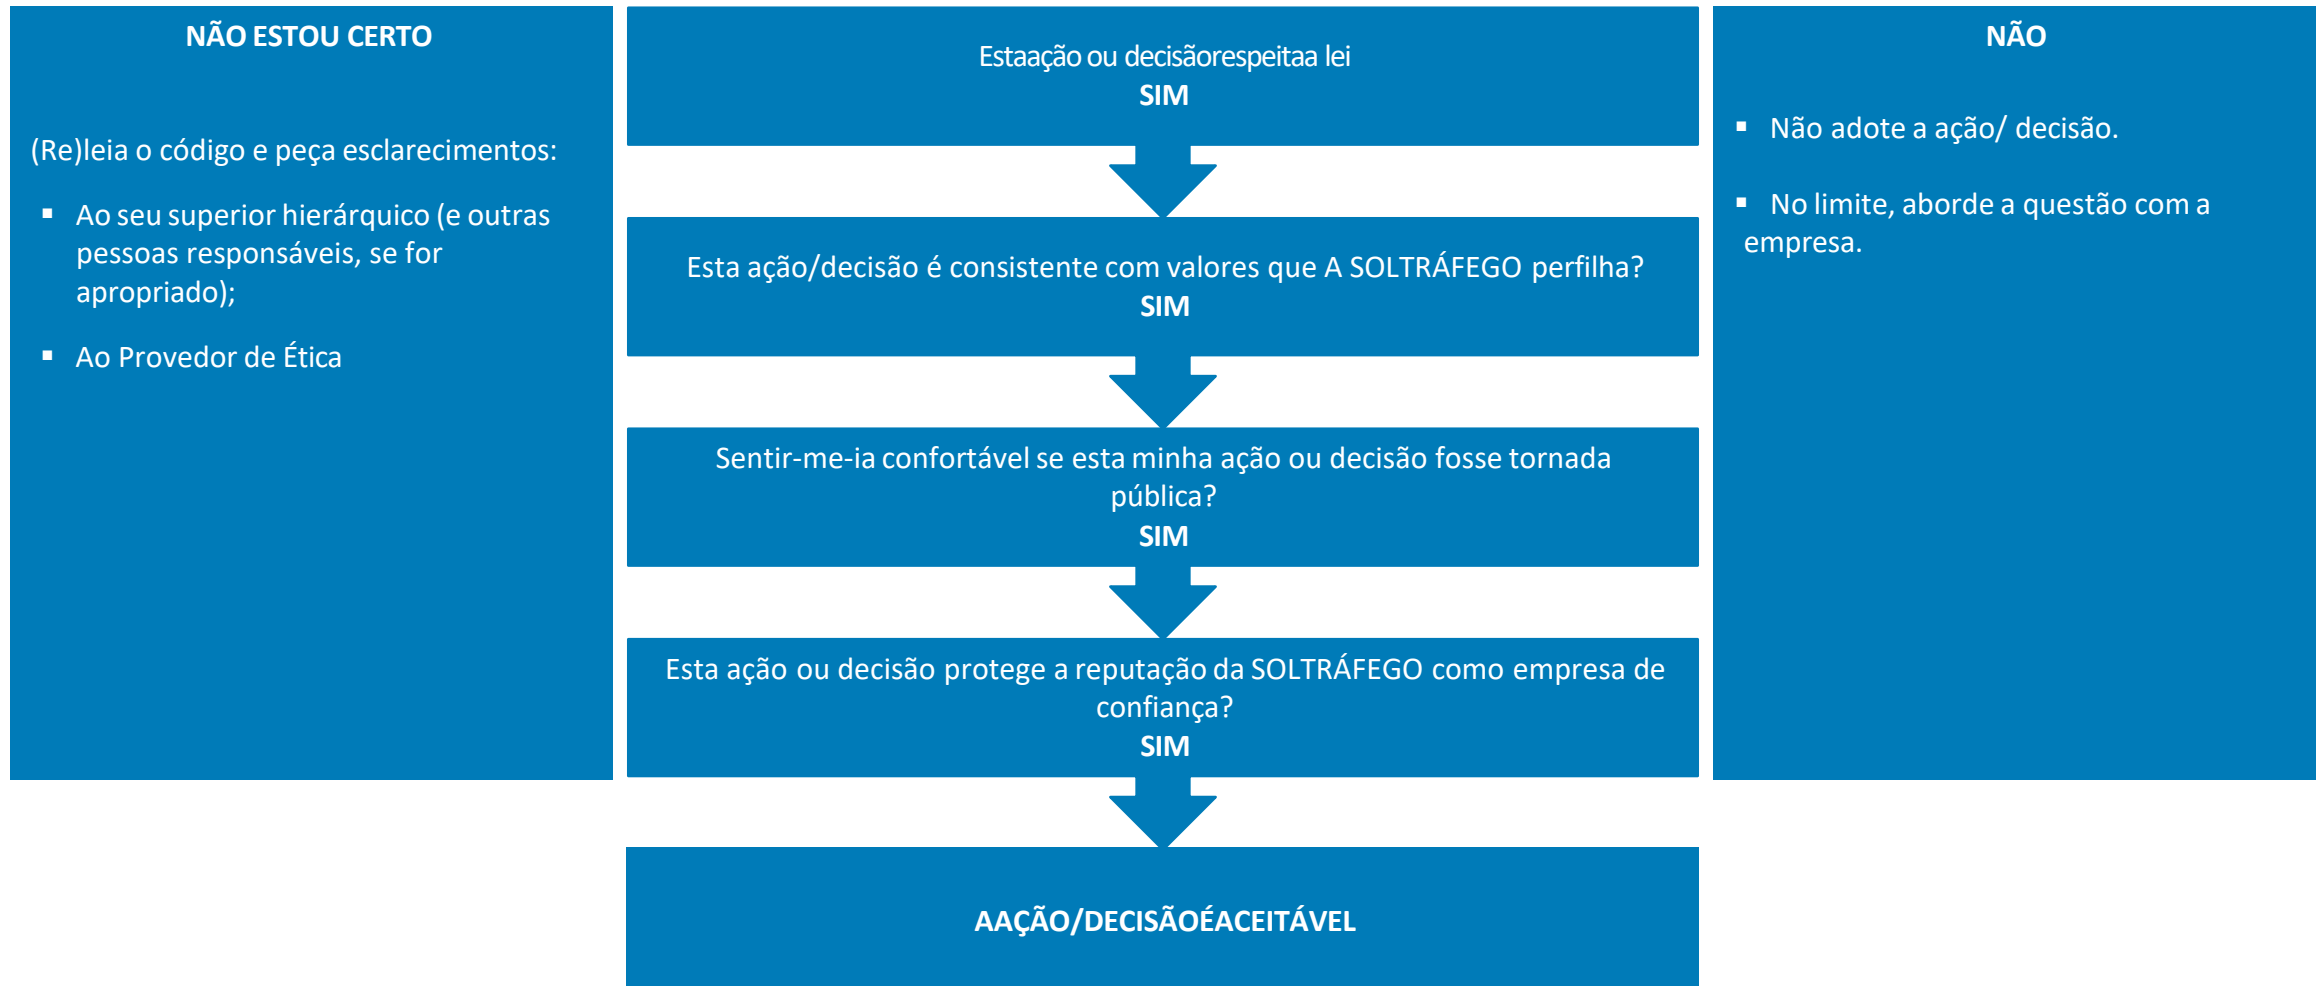 NÃO ESTOU CERTO
(Re)leia o código e peça esclarecimentos:
▪ Ao seu superior hierárquico (e outras
pessoas responsáveis, se for
apropriado);
▪ Ao Provedor de Ética
Estaação ou decisãorespeitaa lei
SIM
Esta ação/decisão é consistente com valores que A SOLTRÁFEGO perfilha?
SIM
Sentir-me-ia confortável se esta minha ação ou decisão fosse tornada
pública?
SIM
Esta ação ou decisão protege a reputação da SOLTRÁFEGO como empresa de
confiança?
SIM
AAÇÃO/DECISÃOÉACEITÁVEL
NÃO
▪ Não adote a ação/ decisão.
▪ No limite, aborde a questão com a
empresa.